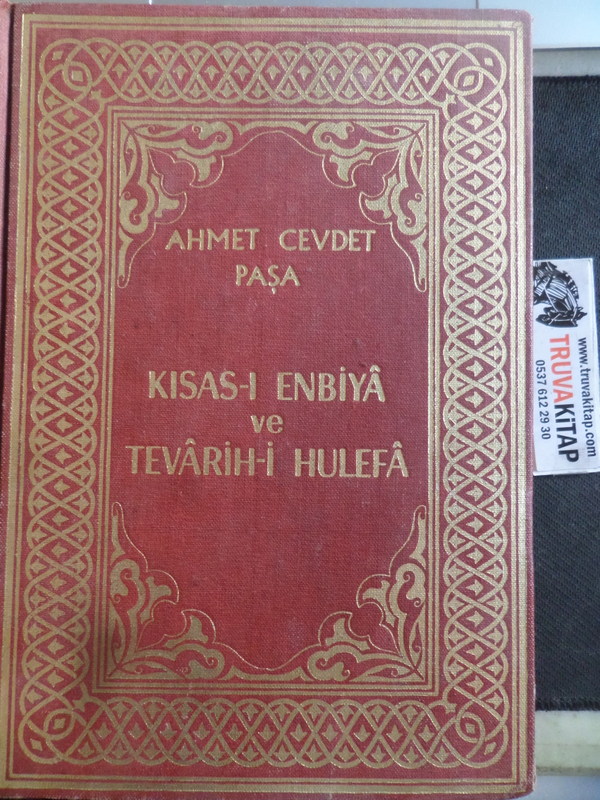 AHMET CEVDET
PAŞA
KISAS-I ENBİYÂ
ve
TEVÂRİH-İ HULEFÂ
www.truvakitap.com
TRUVAKİTAP
0537 612 29 30